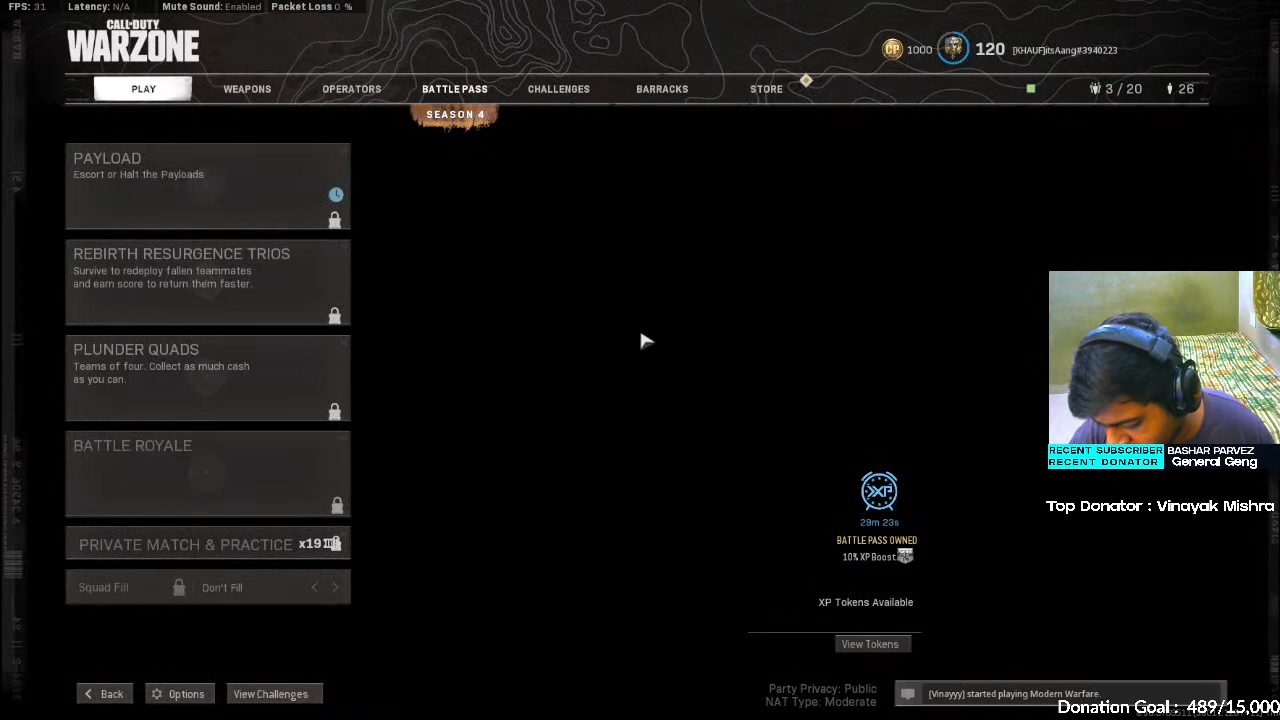 FPS: 31 Latency: N/A Mute Sound: Enabled Packet Loss 0 %
CALL OF DUTY
WARZONE
CP 1000 120 [KHAUF]itsAang#3940223
PLAY WEAPONS OPERATORS BATTLE PASS CHALLENGES BARRACKS STORE 3 / 20 26
SEASON 4
PAYLOAD
Escort or Halt the Payloads
REBIRTH RESURGENCE TRIOS
Survive to redeploy fallen teammates
and earn score to return them faster.
PLUNDER QUADS
Teams of four. Collect as much cash
as you can.
BATTLE ROYALE
PRIVATE MATCH & PRACTICE
Squad Fill Don't Fill
XP
29m 23s
BATTLE PASS OWNED
10% XP Boost
XP Tokens Available
View Tokens
RECENT SUBSCRIBER BASHAR PARVEZ
RECENT DONATOR General Geng
Top Donator : Vinayak Mishra
Back Options View Challenges
Party Privacy: Public
NAT Type: Moderate
[Vinayyy] started playing Modern Warfare.
Donation Goal : 489/15,000